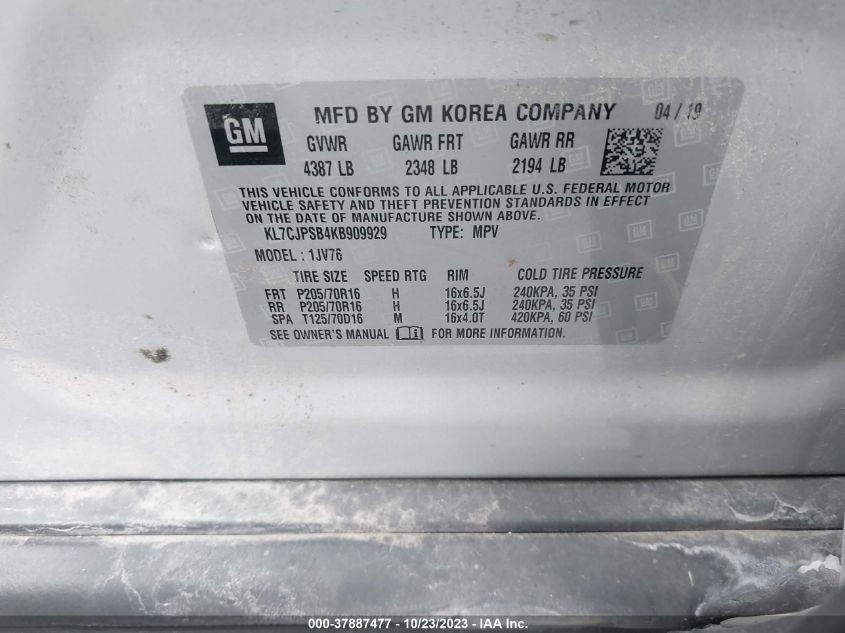 GM MFD BY GM KOREA COMPANY 04 / 19
GVWR GAWR FRT GAWR RR
4387 LB 2348 LB 2194 LB
THIS VEHICLE CONFORMS TO ALL APPLICABLE U.S. FEDERAL MOTOR
VEHICLE SAFETY AND THEFT PREVENTION STANDARDS IN EFFECT
ON THE DATE OF MANUFACTURE SHOWN ABOVE.
KL7CJPSB4KB909929 TYPE: MPV
MODEL : 1JV76
TIRE SIZE SPEED RTG RIM COLD TIRE PRESSURE
FRT P205/70R16 H 16x6.5J 240KPA, 35 PSI
RR P205/70R16 H 16x6.5J 240KPA, 35 PSI
SPA T125/70D16 M 16x4.0T 420KPA, 60 PSI
SEE OWNER'S MANUAL FOR MORE INFORMATION.
000-37887477 - 10/23/2023 - IAA Inc.